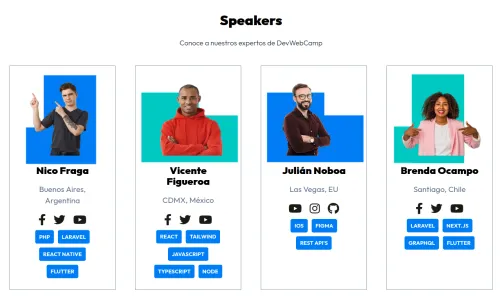 Speakers
Conoce a nuestros expertos de DevWebCamp
Nico Fraga
Buenos Aires,
Argentina
PHP LARAVEL
REACT NATIVE
FLUTTER
Vicente
Figueroa
CDMX, México
REACT TAILWIND
JAVASCRIPT
TYPESCRIPT NODE
Julián Noboa
Las Vegas, EU
IOS FIGMA
REST API'S
Brenda Ocampo
Santiago, Chile
LARAVEL NEXT.JS
GRAPHQL FLUTTER